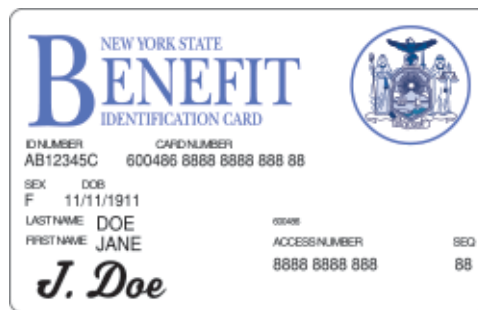 NEW YORK STATE
BENEFIT
IDENTIFICATION CARD
ID NUMBER CARD NUMBER
AB12345C 600486 8888 8888 888 88
SEX DOB
F 11/11/1911
LAST NAME DOE
FIRST NAME JANE
J. Doe
600486
ACCESS NUMBER SEQ
8888 8888 888 88